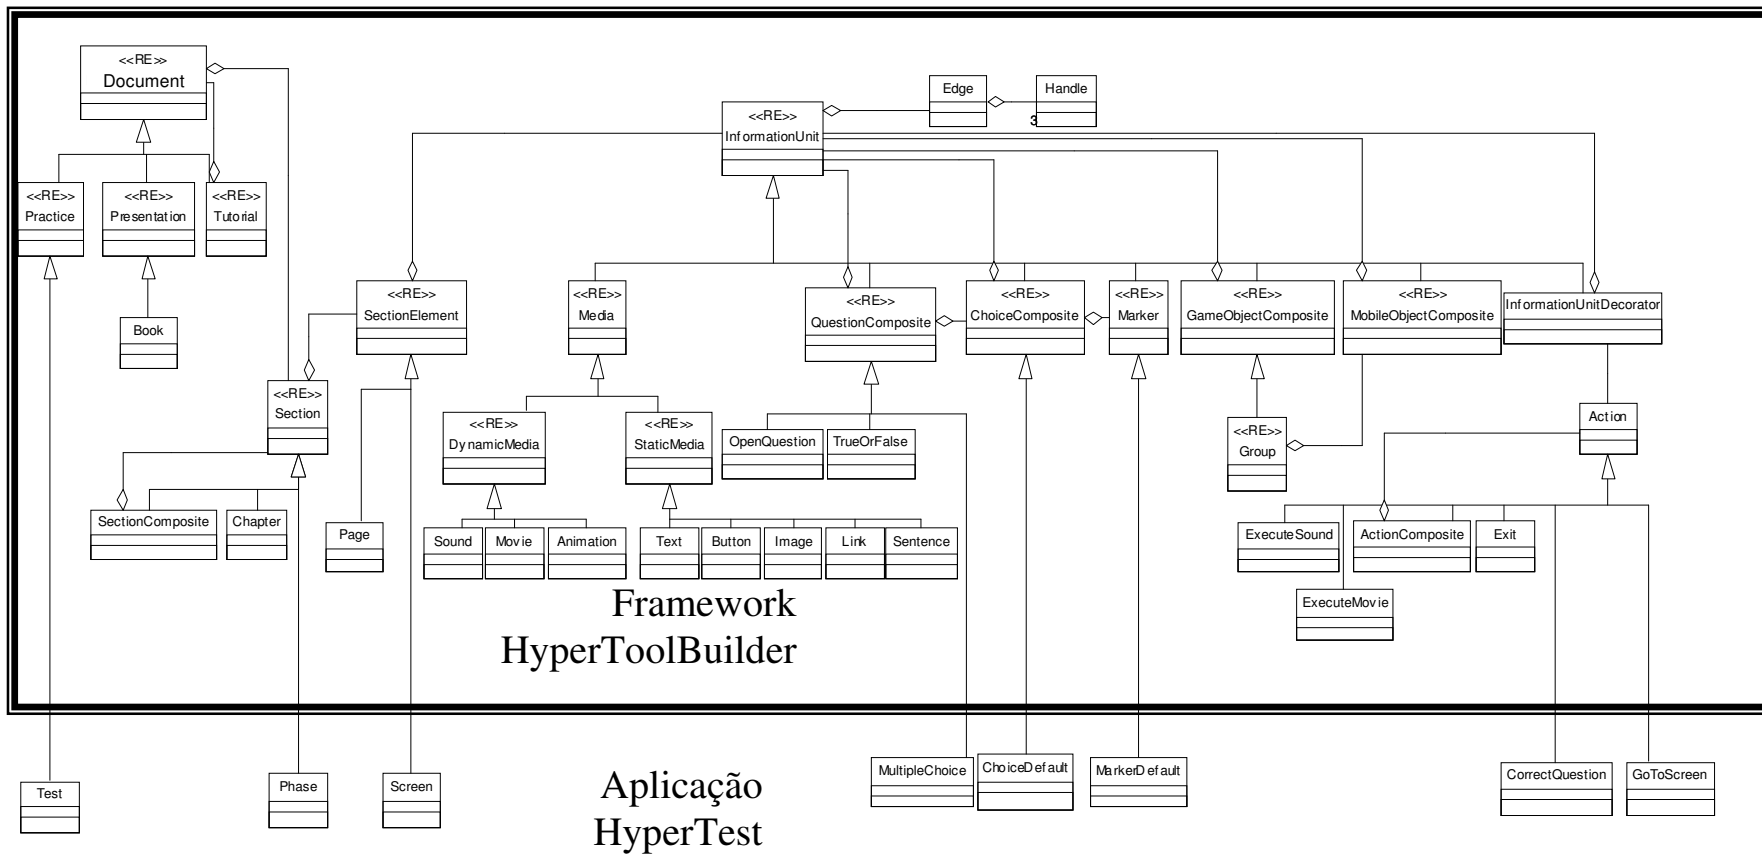 <<RE>>
Document
Edge
Handle
3
<<RE>>
InformationUnit
<<RE>>
Practice
<<RE>>
Presentation
<<RE>>
Tutorial
<<RE>>
SectionElement
<<RE>>
Media
<<RE>>
QuestionComposite
<<RE>>
ChoiceComposite
<<RE>>
Marker
<<RE>>
GameObjectComposite
<<RE>>
MobileObjectComposite
InformationUnitDecorator
Book
<<RE>>
Section
<<RE>>
DynamicMedia
<<RE>>
StaticMedia
OpenQuestion
TrueOrFalse
<<RE>>
Group
Action
SectionComposite
Chapter
Page
Sound
Movie
Animation
Text
Button
Image
Link
Sentence
ExecuteSound
ActionComposite
Exit
ExecuteMovie
Framework
HyperToolBuilder
Test
Phase
Screen
Aplicação
HyperTest
MultipleChoice
ChoiceDefault
MarkerDefault
CorrectQuestion
GoToScreen